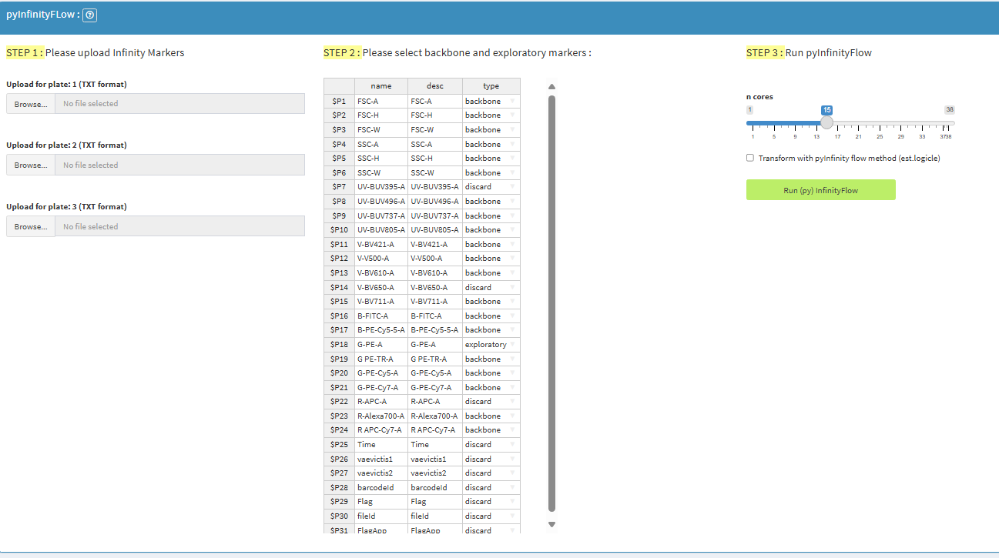 pyInfinityFLow :
STEP 1 : Please upload Infinity Markers
Upload for plate: 1 (TXT format)
Browse... No file selected
Upload for plate: 2 (TXT format)
Browse... No file selected
Upload for plate: 3 (TXT format)
Browse... No file selected
STEP 2 : Please select backbone and exploratory markers :
name desc type
$P1 FSC-A FSC-A backbone
$P2 FSC-H FSC-H backbone
$P3 FSC-W FSC-W backbone
$P4 SSC-A SSC-A backbone
$P5 SSC-H SSC-H backbone
$P6 SSC-W SSC-W backbone
$P7 UV-BUV395-A UV-BUV395-A discard
$P8 UV-BUV496-A UV-BUV496-A backbone
$P9 UV-BUV737-A UV-BUV737-A backbone
$P10 UV-BUV805-A UV-BUV805-A backbone
$P11 V-BV421-A V-BV421-A backbone
$P12 V-V500-A V-V500-A backbone
$P13 V-BV610-A V-BV610-A backbone
$P14 V-BV650-A V-BV650-A discard
$P15 V-BV711-A V-BV711-A backbone
$P16 B-FITC-A B-FITC-A backbone
$P17 B-PE-Cy5-5-A B-PE-Cy5-5-A backbone
$P18 G-PE-A G-PE-A exploratory
$P19 G PE-TR-A G PE-TR-A backbone
$P20 G-PE-Cy5-A G-PE-Cy5-A backbone
$P21 G-PE-Cy7-A G-PE-Cy7-A backbone
$P22 R-APC-A R-APC-A discard
$P23 R-Alexa700-A R-Alexa700-A backbone
$P24 R APC-Cy7-A R APC-Cy7-A backbone
$P25 Time Time discard
$P26 vaevictis1 vaevictis1 discard
$P27 vaevictis2 vaevictis2 discard
$P28 barcodeId barcodeId discard
$P29 Flag Flag discard
$P30 fileId fileId discard
$P31 FlagApp FlagApp discard
STEP 3 : Run pyInfinityFlow
n cores
1 15 38
1 5 9 13 17 21 25 29 33 3738
Transform with pyInfinity flow method (est.logicle)
Run (py) InfinityFlow